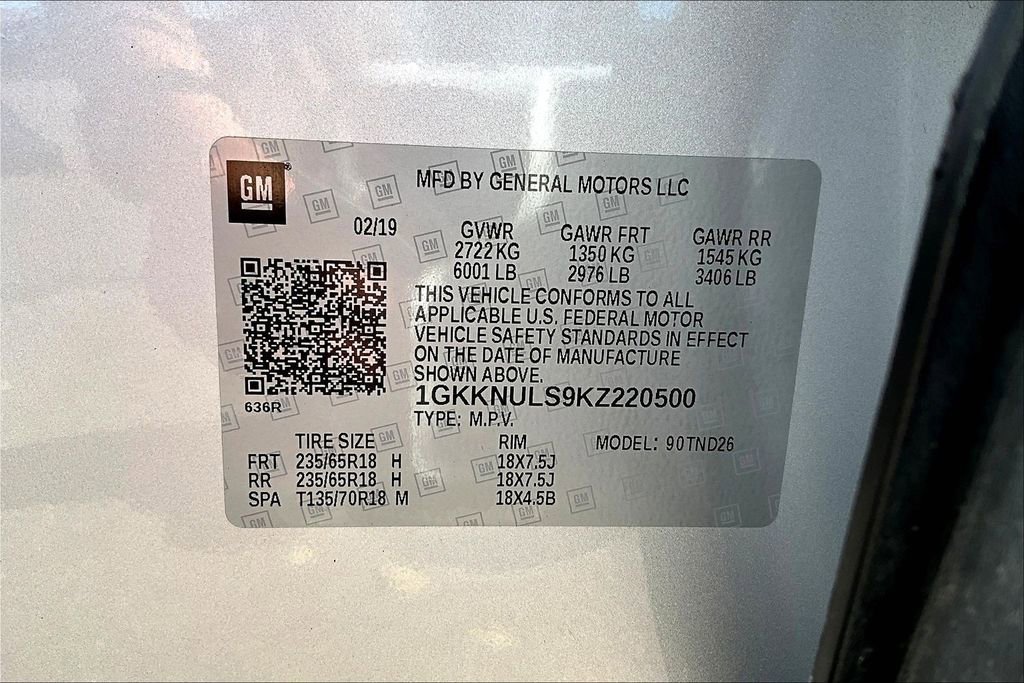 GM
MFD BY GENERAL MOTORS LLC
02/19
GVWR GAWR FRT GAWR RR
2722 KG 1350 KG 1545 KG
6001 LB 2976 LB 3406 LB
THIS VEHICLE CONFORMS TO ALL
APPLICABLE U.S. FEDERAL MOTOR
VEHICLE SAFETY STANDARDS IN EFFECT
ON THE DATE OF MANUFACTURE
SHOWN ABOVE.
636R
1GKKNULS9KZ220500
TYPE: M.P.V.
TIRE SIZE RIM MODEL: 90TND26
FRT 235/65R18 H 18X7.5J
RR 235/65R18 H 18X7.5J
SPA T135/70R18 M 18X4.5B